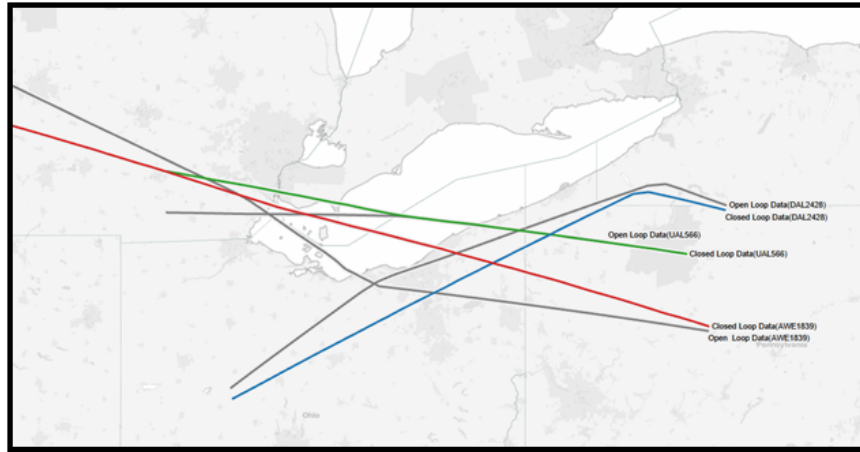 Open Loop Data(DAL2428)
Closed Loop Data(DAL2428)
Open Loop Data(UAL566)
Closed Loop Data(UAL566)
Closed Loop Data(AWE1839)
Open Loop Data(AWE1839)
Pennsylvania
Ohio